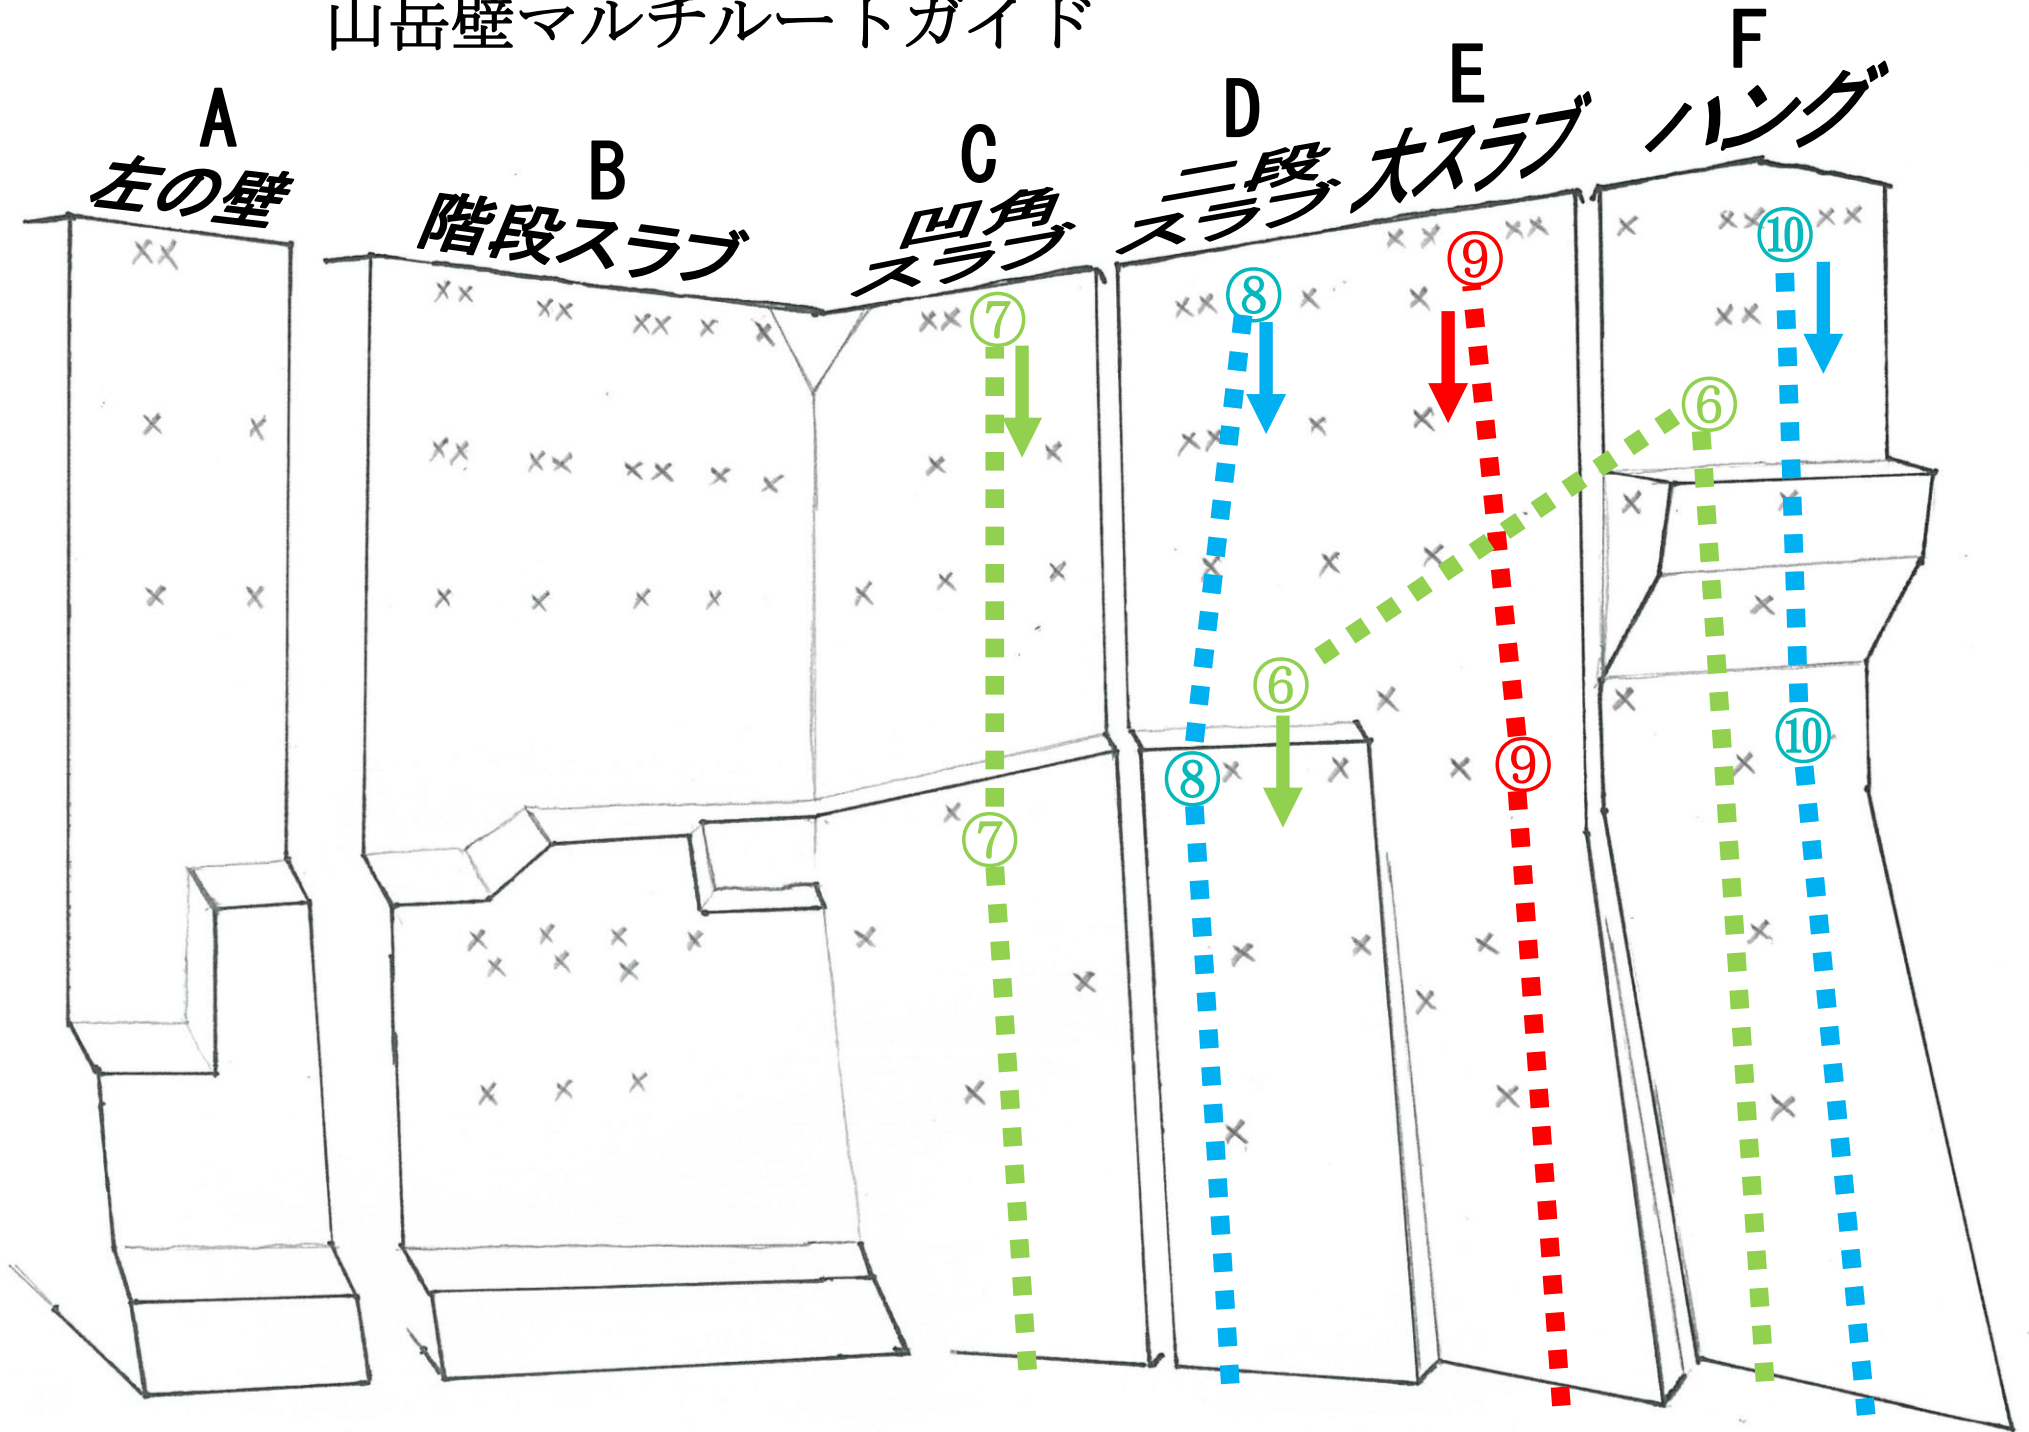 山岳壁マルチルートガイド
A
左の壁
B
階段スラブ
C
凹角
スラブ
D
二段
スラブ
E
大スラブ
F
ハング
⑦
⑧
⑨
⑩
⑥
⑥
⑦
⑧
⑨
⑩